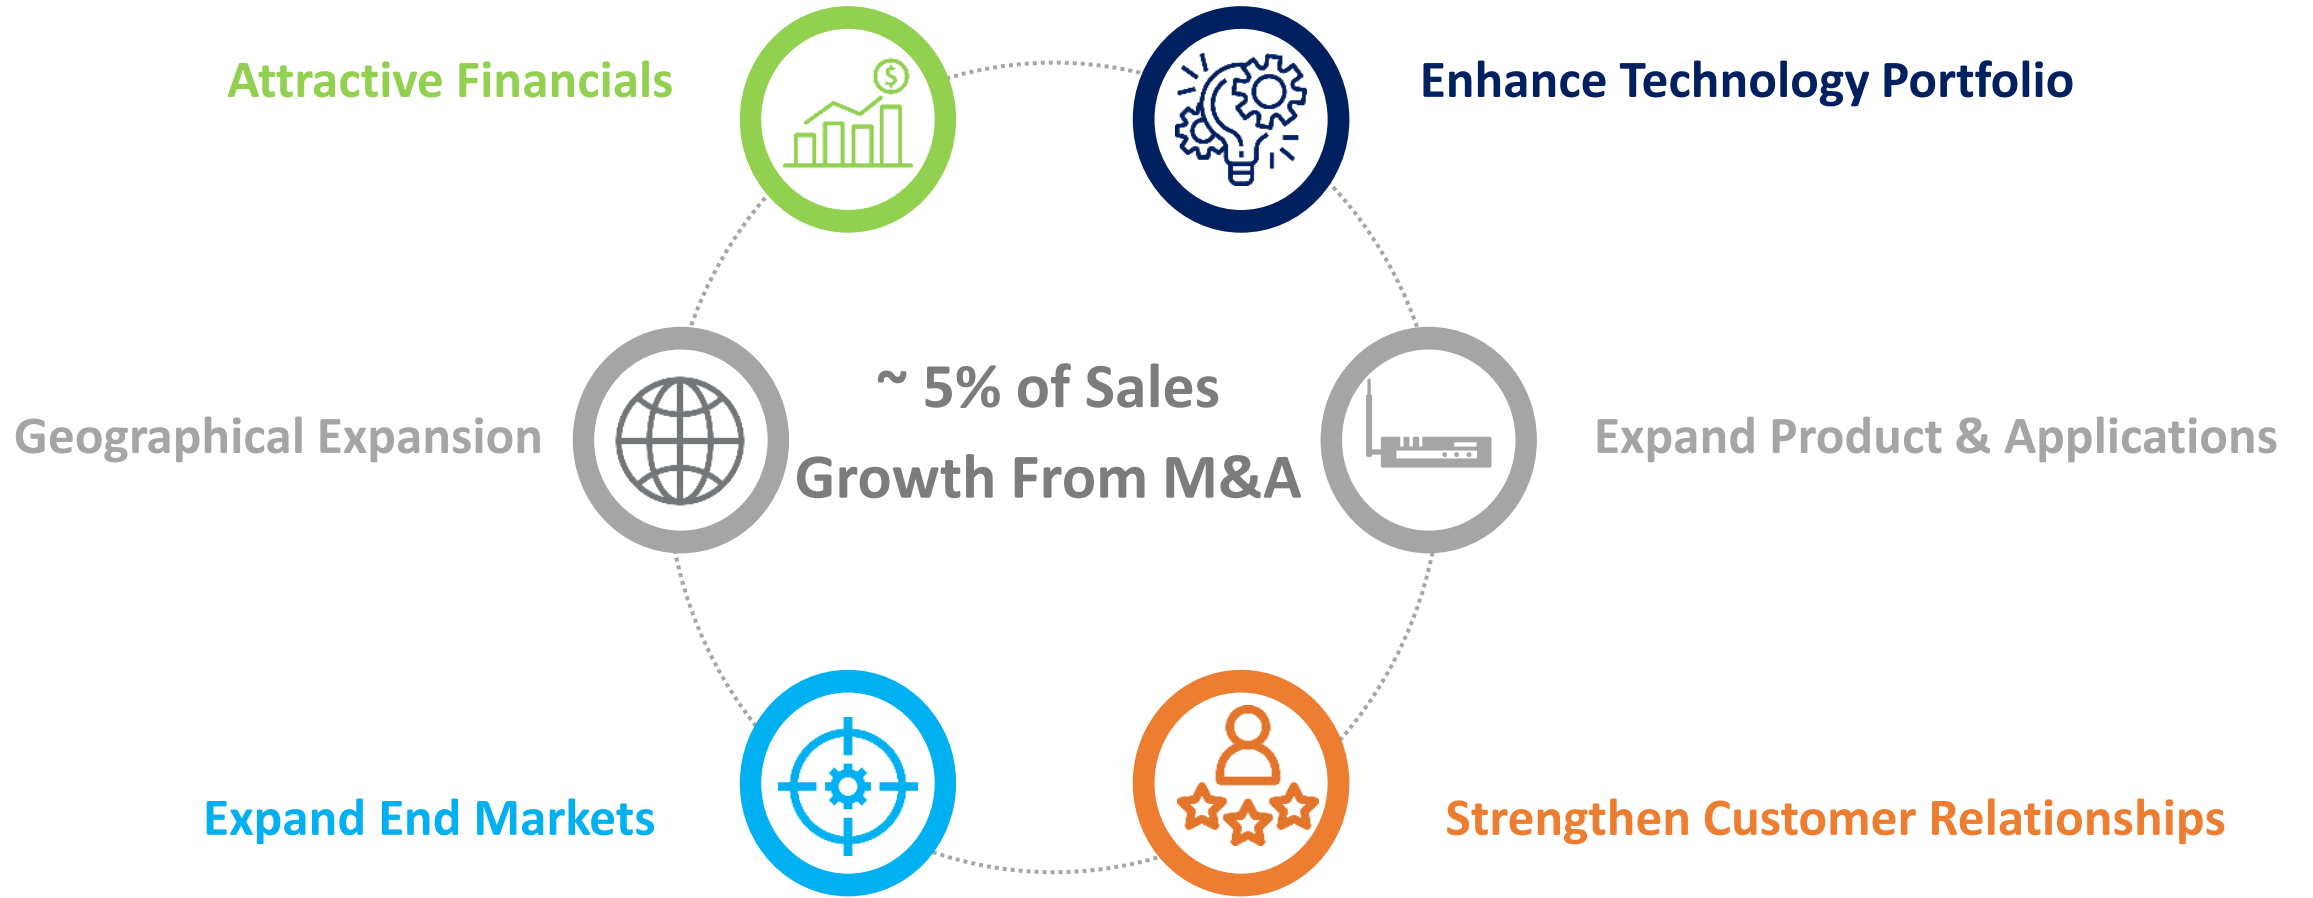 Attractive Financials
Enhance Technology Portfolio
$
~ 5% of Sales
Growth From M&A
Geographical Expansion
Expand Product & Applications
Expand End Markets
Strengthen Customer Relationships